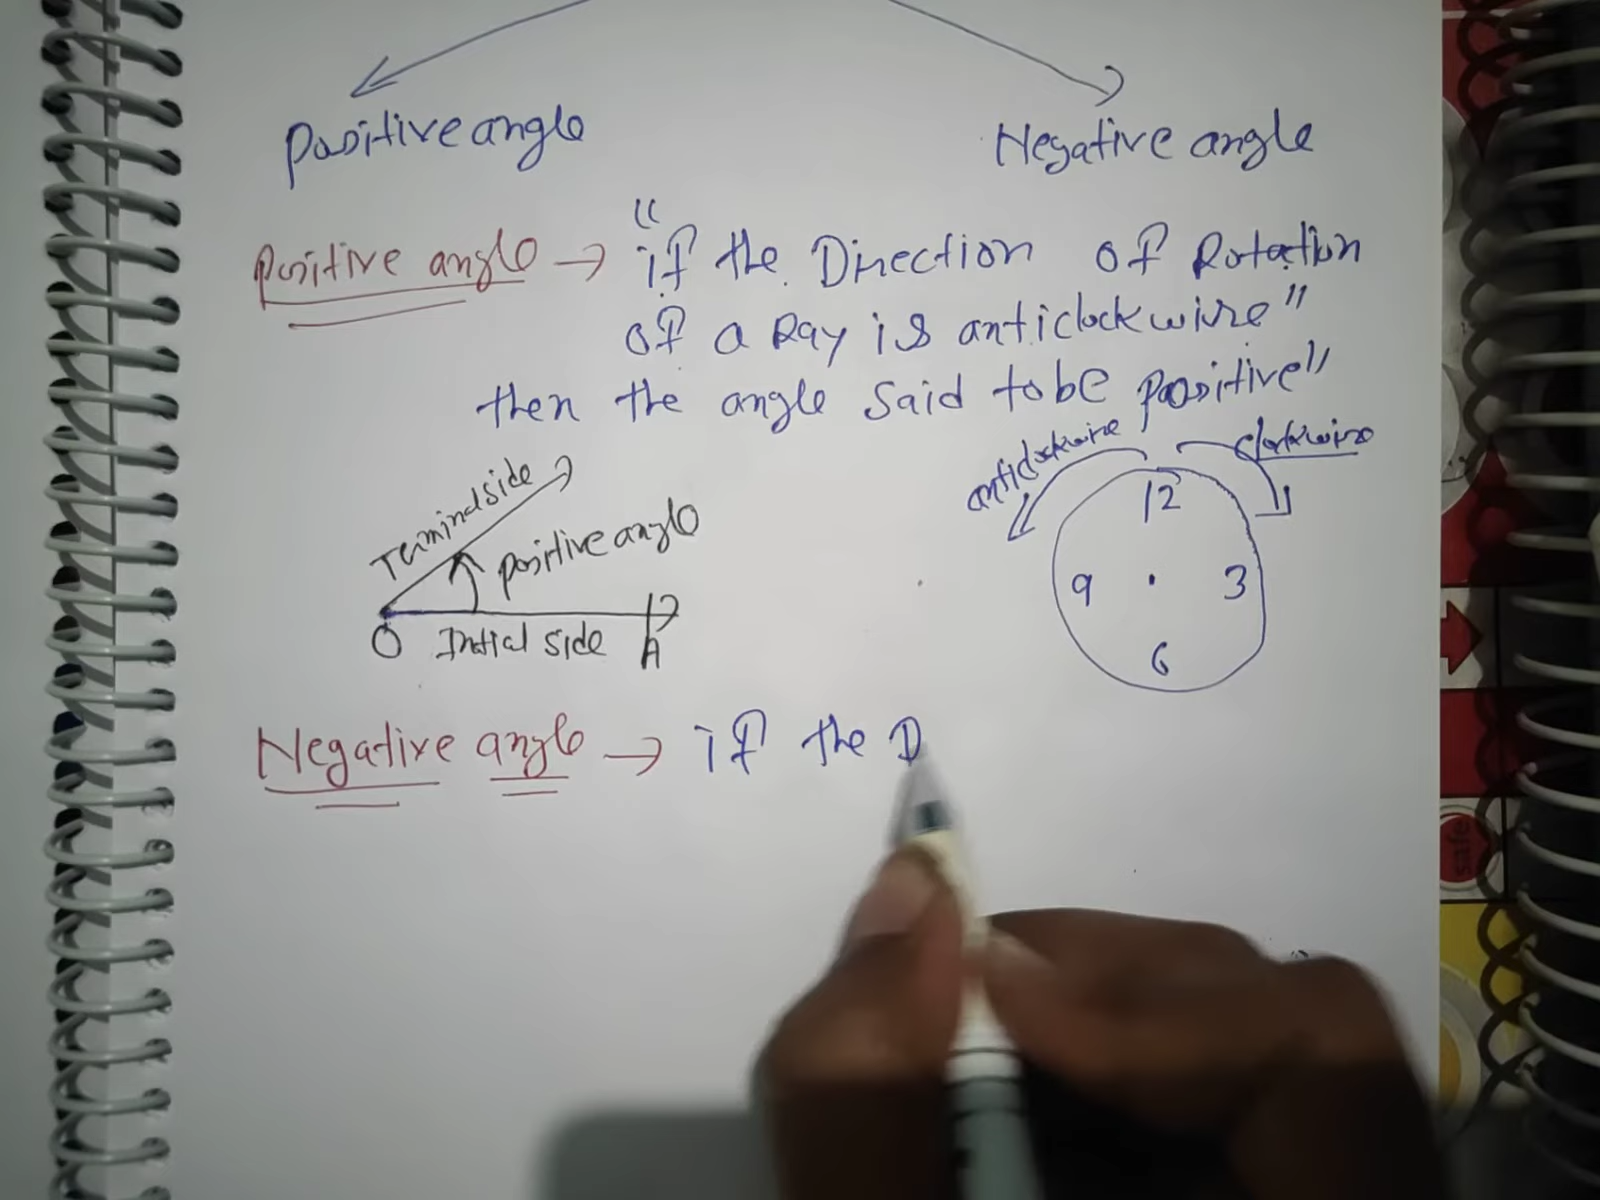 Positive angle
Negative angle
Positive angle → "if the Direction of Rotation
of a Ray is anticlockwise"
then the angle said to be positive"
anticlockwise
clockwise
Terminal side
positive angle
O Initial side A
12
9 3
6
Negative angle → if the D
safe